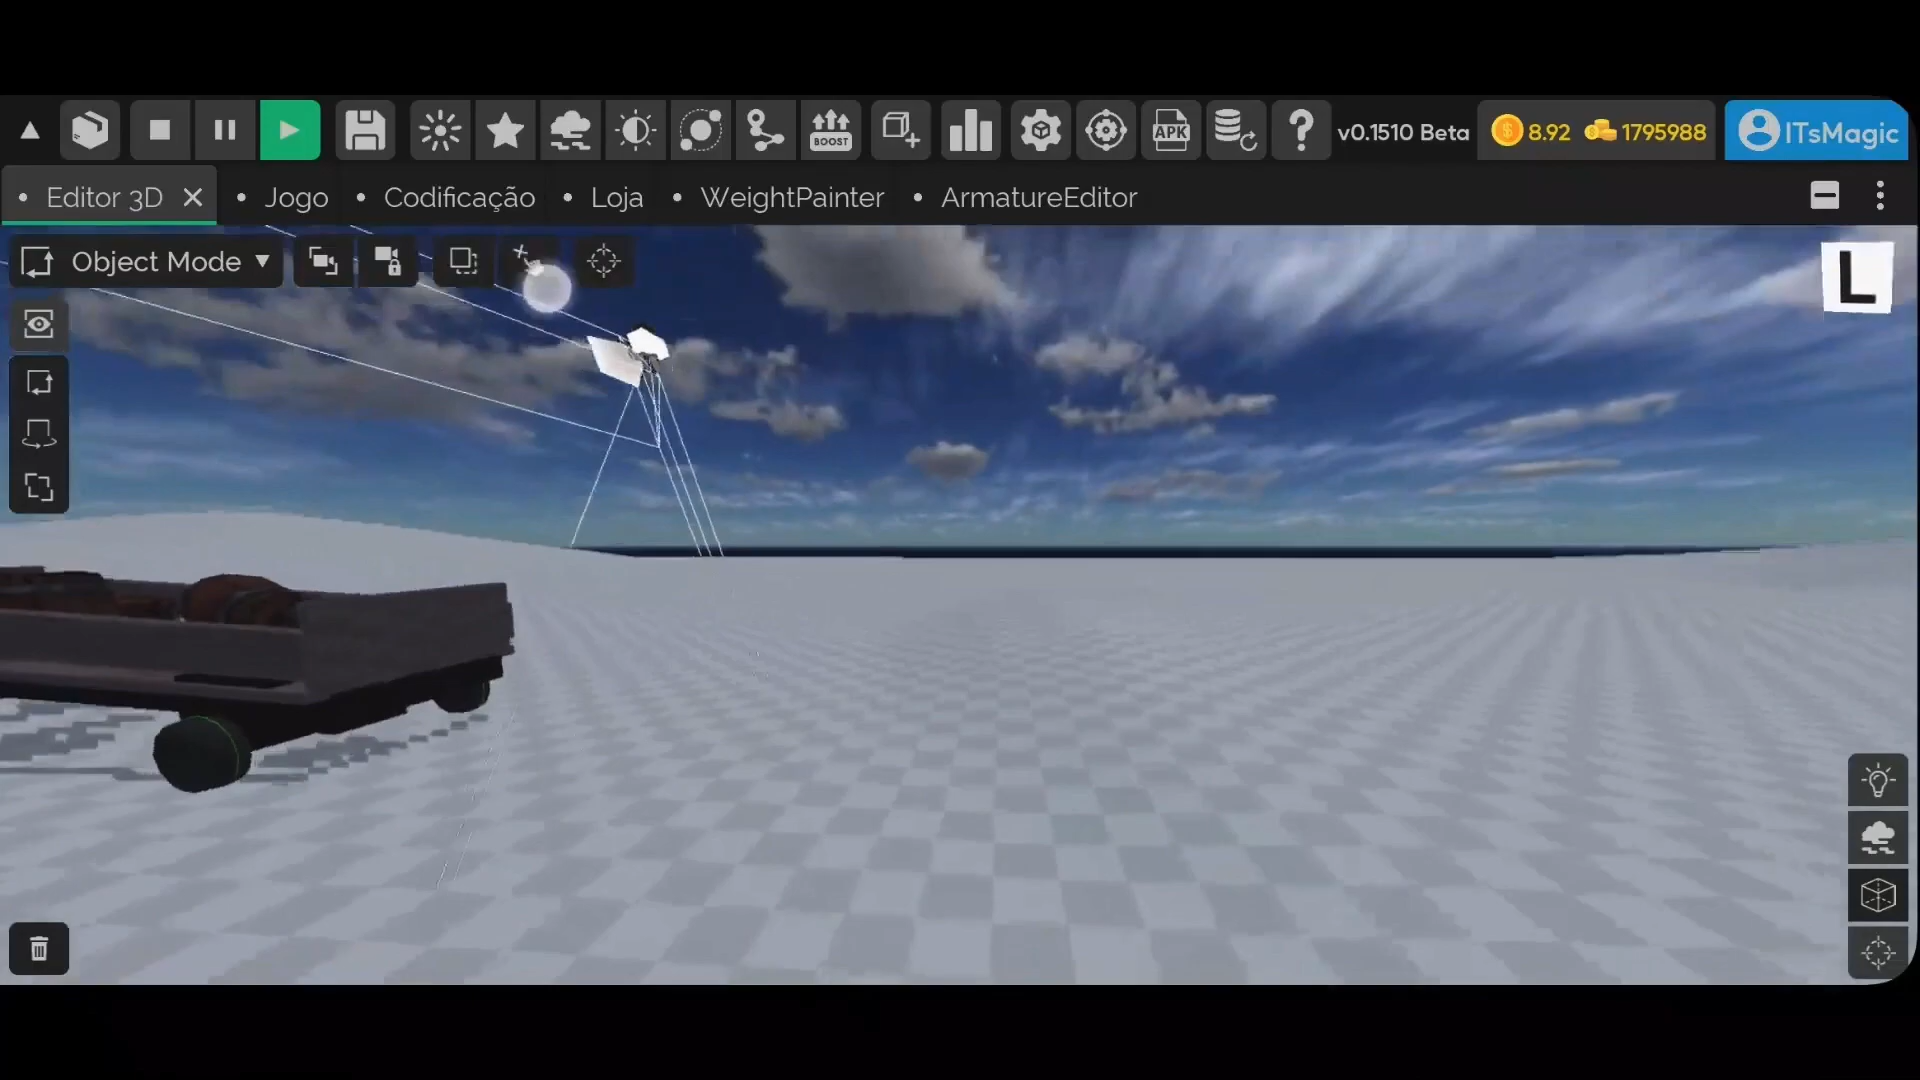 BOOST
APK
v0.1510 Beta
8.92
1795988
ITsMagic
• Editor 3D
• Jogo
• Codificação
• Loja
• WeightPainter
• ArmatureEditor
Object Mode
L